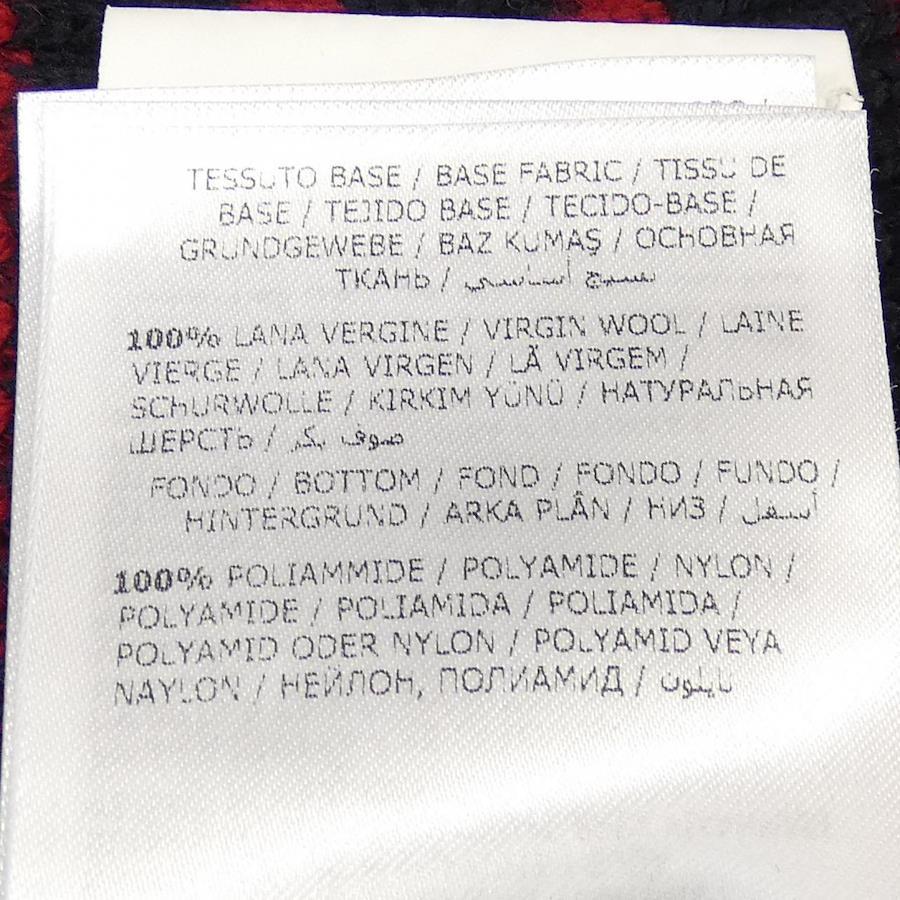 TESSUTO BASE / BASE FABRIC / TISSU DE
BASE / TEJIDO BASE / TECIDO-BASE /
GRUNDGEWEBE / BAZ KUMAŞ / ОСНОВНАЯ
ТКАНЬ / نسيج أساسي
100% LANA VERGINE / VIRGIN WOOL / LAINE
VIERGE / LANA VIRGEN / LÃ VIRGEM /
SCHURWOLLE / KIRKIM YÜNÜ / НАТУРАЛЬНАЯ
ШЕРСТЬ / صوف بكر
FONDO / BOTTOM / FOND / FONDO / FUNDO /
HINTERGRUND / ARKA PLÂN / НИЗ / أسفل
100% POLIAMMIDE / POLYAMIDE / NYLON /
POLYAMIDE / POLIAMIDA / POLIAMIDA /
POLYAMID ODER NYLON / POLYAMID VEYA
NAYLON / НЕЙЛОН, ПОЛИАМИД / نايلون